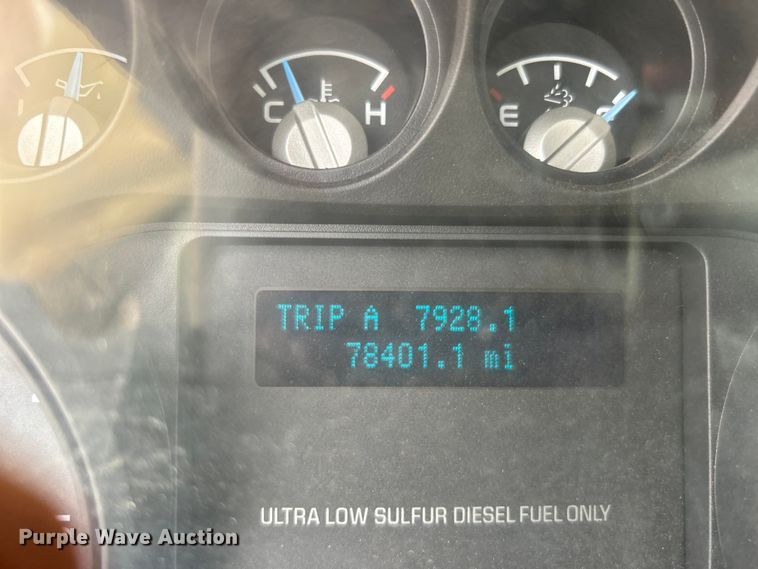 C H
E
TRIP A 7928.1
78401.1 mi
ULTRA LOW SULFUR DIESEL FUEL ONLY
Purple Wave Auction